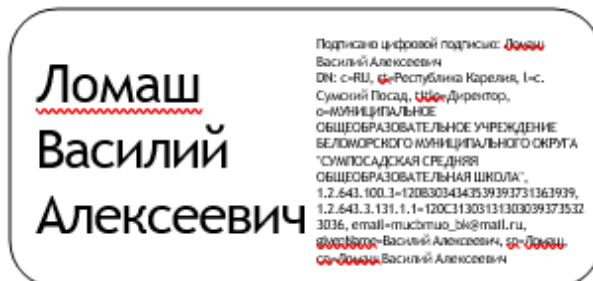 Ломаш
Василий
Алексеевич
Подписано цифровой подписью: Ломаш
Василий Алексеевич
DN: c=RU, st=Республика Карелия, l=с.
Сумский Посад, title=Директор,
o=МУНИЦИПАЛЬНОЕ
ОБЩЕОБРАЗОВАТЕЛЬНОЕ УЧРЕЖДЕНИЕ
БЕЛОМОРСКОГО МУНИЦИПАЛЬНОГО ОКРУГА
"СУМПОСАДСКАЯ СРЕДНЯЯ
ОБЩЕОБРАЗОВАТЕЛЬНАЯ ШКОЛА",
1.2.643.100.3=120B3034343539393731363939,
1.2.643.3.131.1.1=120C31303131303039373532
3036, email=mucbmuo_bk@mail.ru,
givenName=Василий Алексеевич, sn=Ломаш,
cn=Ломаш Василий Алексеевич